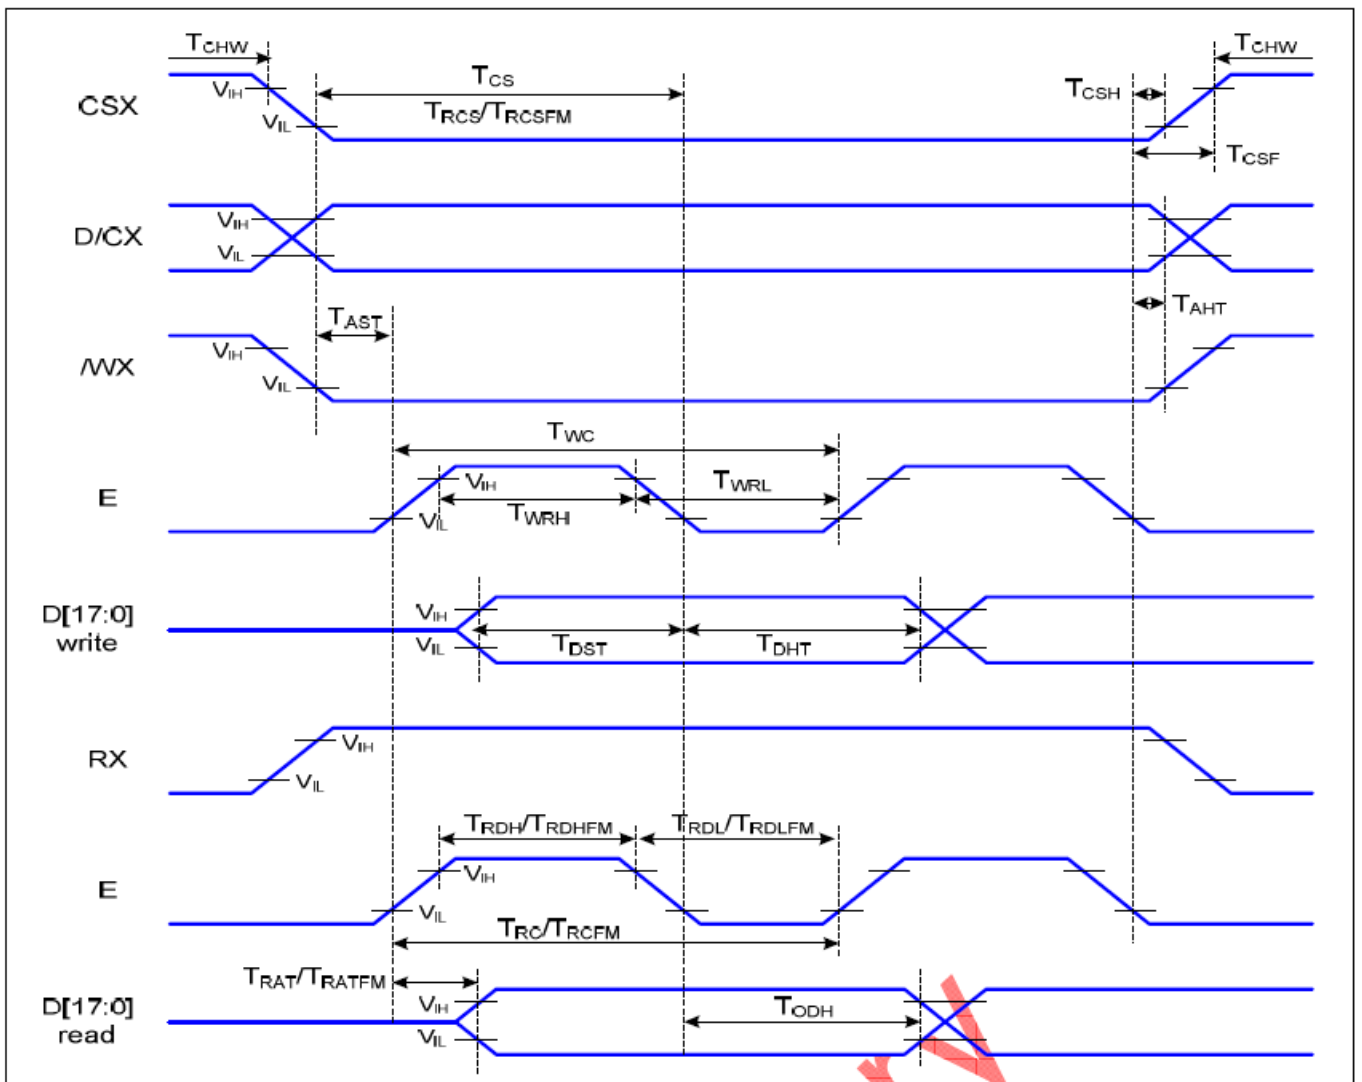 TCHW
TCHW
TCS
VIH
CSX
TCSH
TRCS/TRCSFM
VIL
TCSF
VIH
D/CX
VIL
TAST
TAHT
VIH
/WX
VIL
TWC
VIH
TWRL
E
TWRH
VIL
D[17:0]
write
VIH
TDST
TDHT
VIL
VIH
RX
VIL
TRDH/TRDHFM
TRDL/TRDLFM
VIH
E
VIL
TRC/TRCFM
TRAT/TRATFM
D[17:0]
read
VIH
TODH
VIL